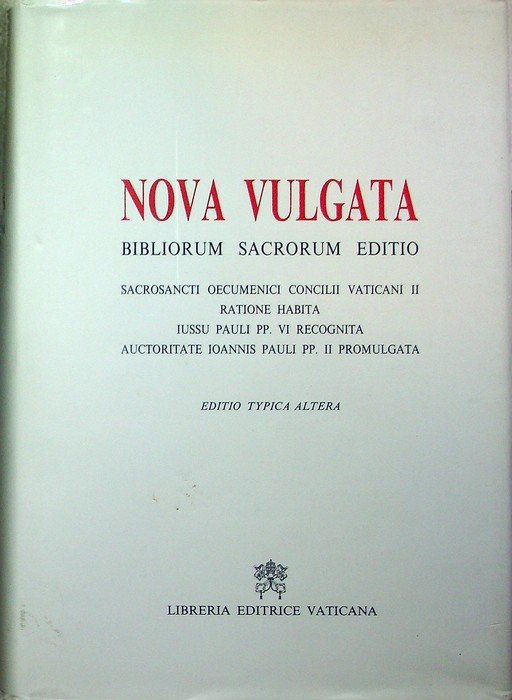 NOVA VULGATA
BIBLIORUM SACRORUM EDITIO
SACROSANCTI OECUMENICI CONCILII VATICANI II
RATIONE HABITA
IUSSU PAULI PP. VI RECOGNITA
AUCTORITATE IOANNIS PAULI PP. II PROMULGATA
EDITIO TYPICA ALTERA
LIBRERIA EDITRICE VATICANA